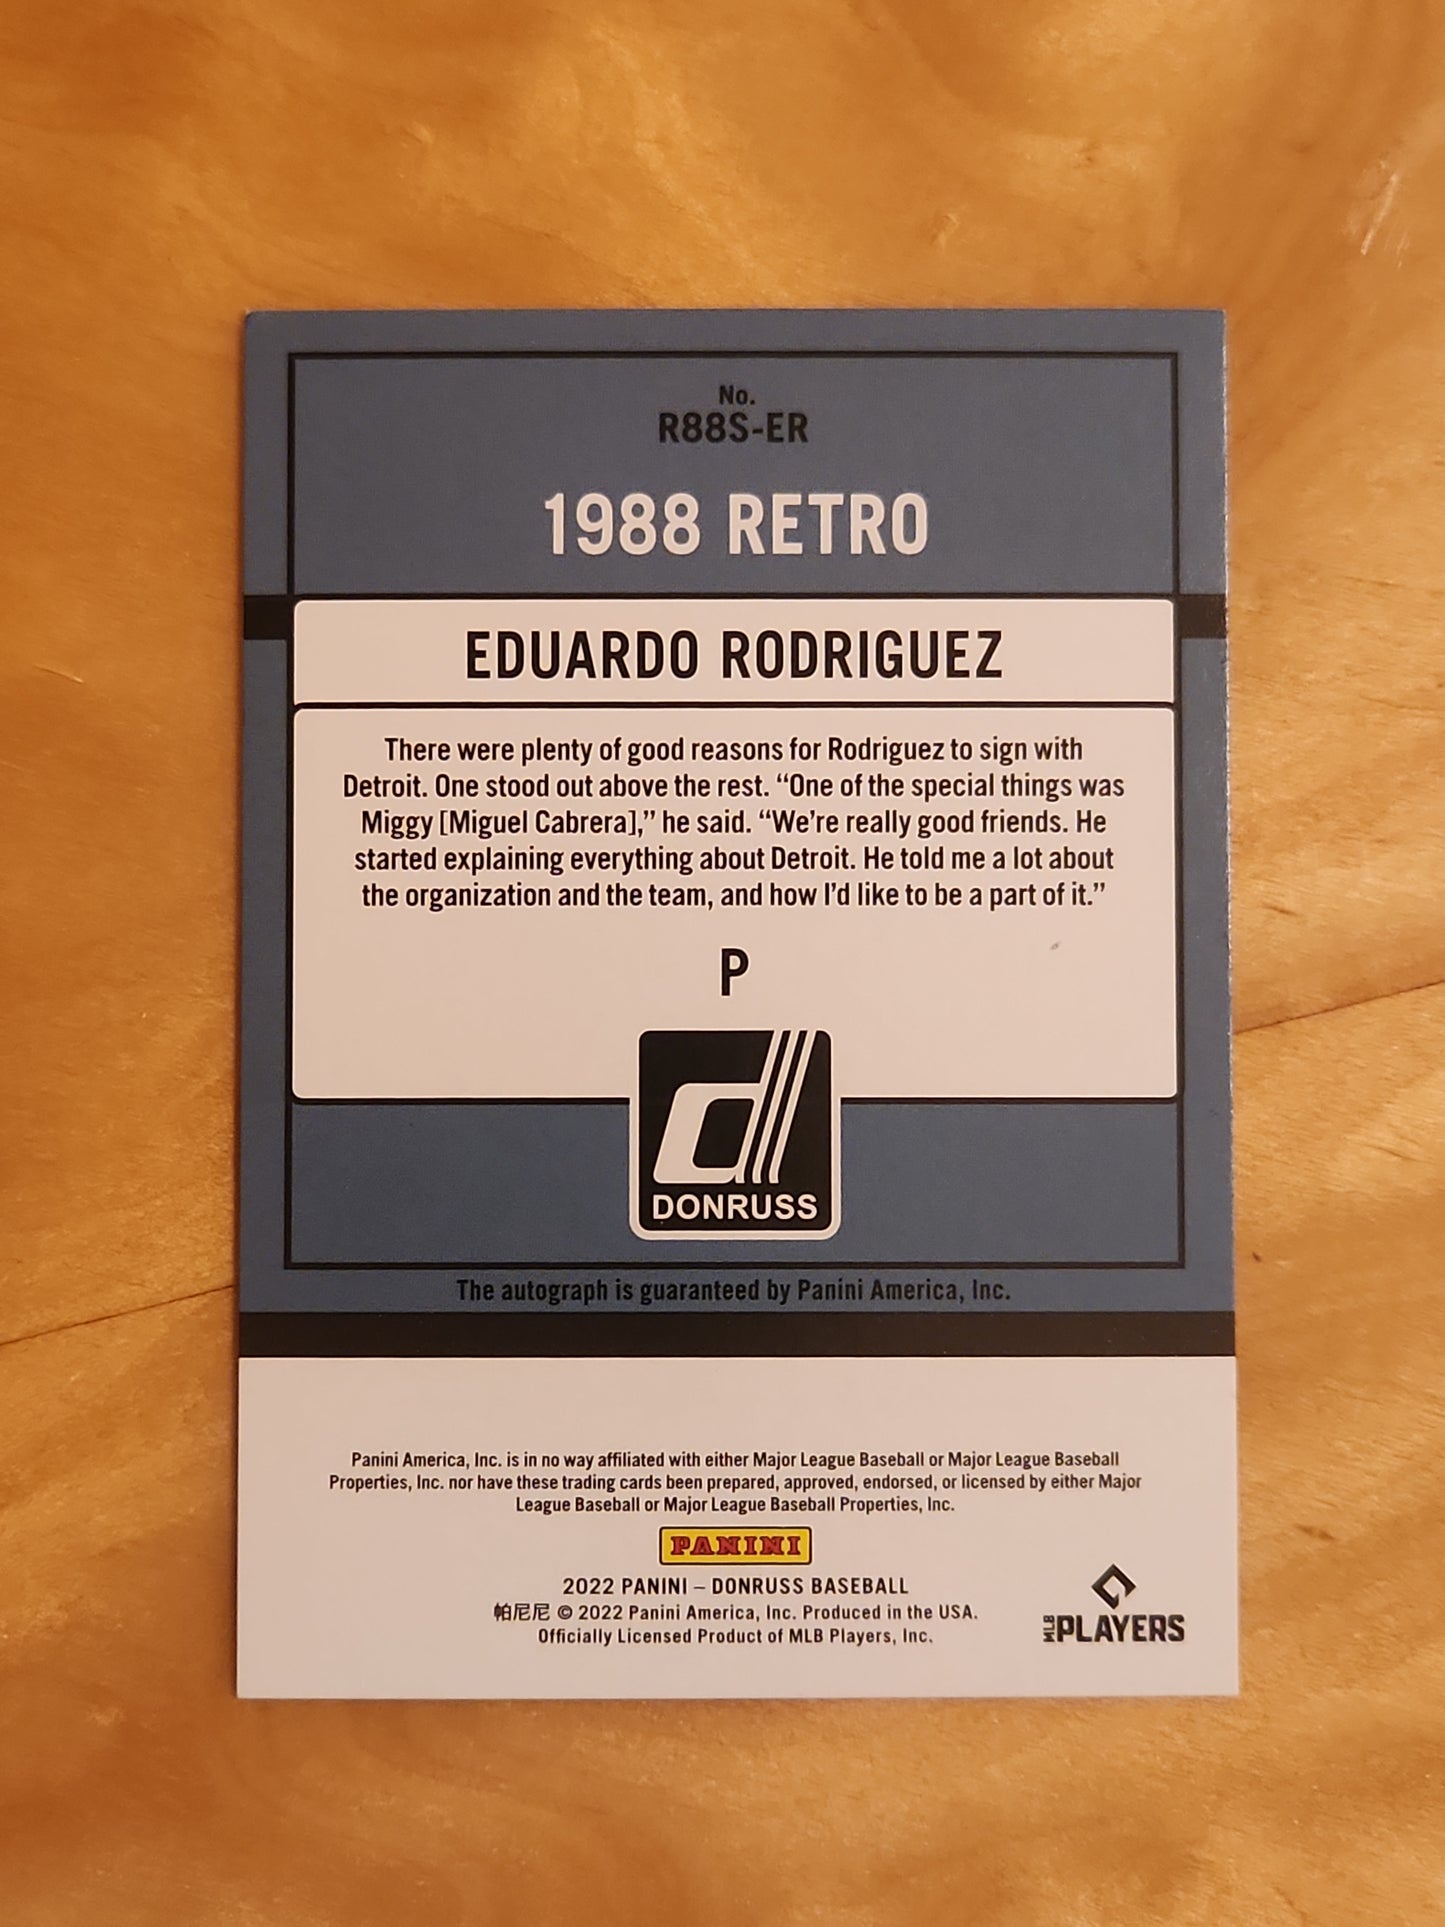 No.
R88S-ER
1988 RETRO
EDUARDO RODRIGUEZ
There were plenty of good reasons for Rodriguez to sign with
Detroit. One stood out above the rest. “One of the special things was
Miggy [Miguel Cabrera],” he said. “We’re really good friends. He
started explaining everything about Detroit. He told me a lot about
the organization and the team, and how I’d like to be a part of it.”
P
DONRUSS
The autograph is guaranteed by Panini America, Inc.
Panini America, Inc. is in no way affiliated with either Major League Baseball or Major League Baseball
Properties, Inc. nor have these trading cards been prepared, approved, endorsed, or licensed by either Major
League Baseball or Major League Baseball Properties, Inc.
PANINI
2022 PANINI – DONRUSS BASEBALL
帕尼尼 © 2022 Panini America, Inc. Produced in the USA.
Officially Licensed Product of MLB Players, Inc.
MLB PLAYERS